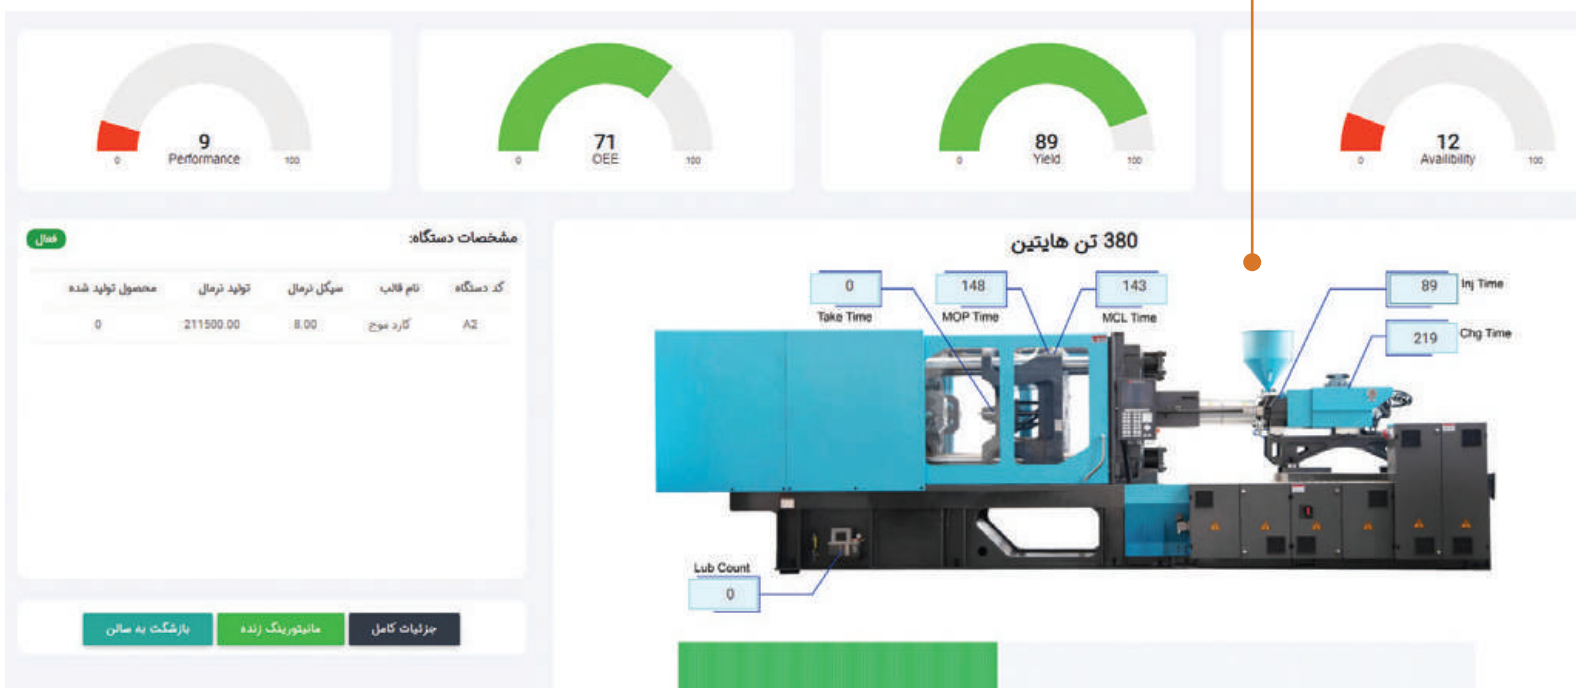 9
Performance
0 100
71
OEE
0 100
89
Yield
0 100
12
Availibility
0 100
مشخصات دستگاه:
فعال
کد دستگاه نام قالب سیکل نرمال تولید نرمال محصول تولید شده
A2 کارد موج 8.00 211500.00 0
جزئیات کامل
مانیتورینگ زنده
بازشگت به سالن
380 تن هایتین
0
Take Time
148
MOP Time
143
MCL Time
89 Inj Time
219 Chg Time
Lub Count
0